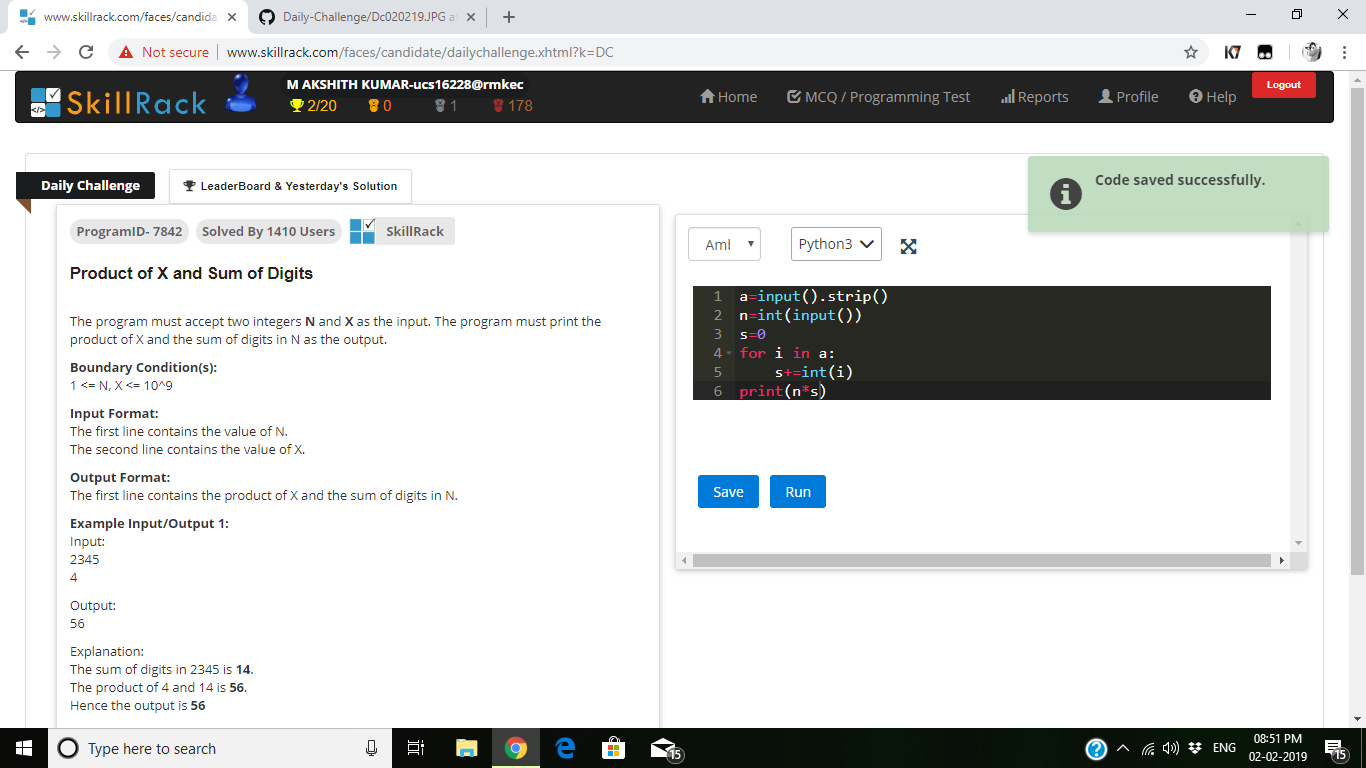 www.skillrack.com/faces/candida
Daily-Challenge/Dc020219.JPG a
Not secure
www.skillrack.com/faces/candidate/dailychallenge.xhtml?k=DC
K7
SkillRack
M AKSHITH KUMAR-ucs16228@rmkec
2/20 0 1 178
Home
MCQ / Programming Test
Reports
Profile
Help
Logout
Daily Challenge
LeaderBoard & Yesterday's Solution
Code saved successfully.
ProgramID- 7842
Solved By 1410 Users
SkillRack
Product of X and Sum of Digits
The program must accept two integers N and X as the input. The program must print the
product of X and the sum of digits in N as the output.
Boundary Condition(s):
1 <= N, X <= 10^9
Input Format:
The first line contains the value of N.
The second line contains the value of X.
Output Format:
The first line contains the product of X and the sum of digits in N.
Example Input/Output 1:
Input:
2345
4
Output:
56
Explanation:
The sum of digits in 2345 is 14.
The product of 4 and 14 is 56.
Hence the output is 56
Aml
Python3
1 a=input().strip()
2 n=int(input())
3 s=0
4 for i in a:
5     s+=int(i)
6 print(n*s)
Save
Run
Type here to search
15
ENG
08:51 PM
02-02-2019
15